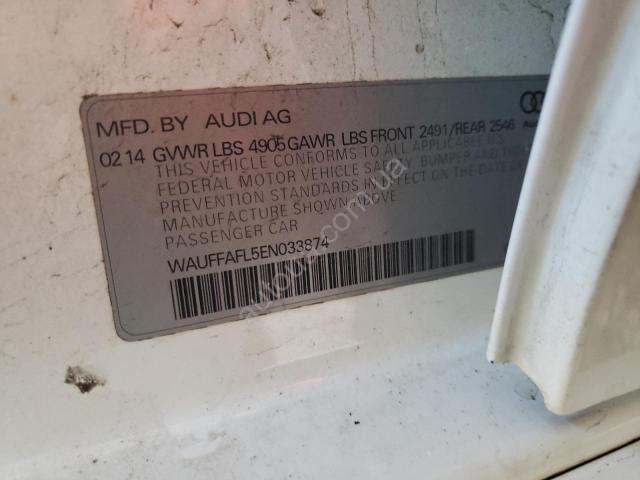 MFD. BY AUDI AG
02 14 GVWR LBS 4905 GAWR LBS FRONT 2491/REAR 2546
THIS VEHICLE CONFORMS TO ALL APPLICABLE U.S.
FEDERAL MOTOR VEHICLE SAFETY BUMPER AND THEFT
PREVENTION STANDARDS IN EFFECT ON THE DATE OF
MANUFACTURE SHOWN ABOVE
PASSENGER CAR
WAUFFAFL5EN033874